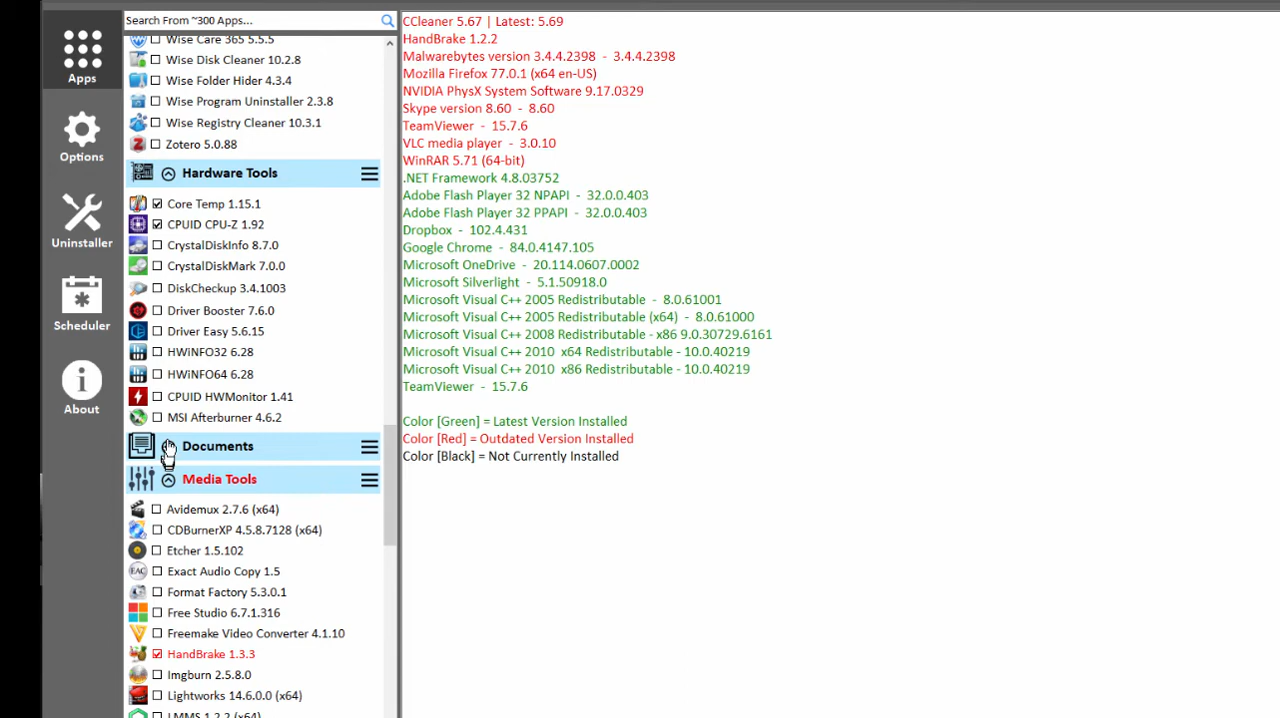 Apps
Options
Uninstaller
Scheduler
About
Search From ~300 Apps...
Wise Care 365 5.5.5
Wise Disk Cleaner 10.2.8
Wise Folder Hider 4.3.4
Wise Program Uninstaller 2.3.8
Wise Registry Cleaner 10.3.1
Zotero 5.0.88
Hardware Tools
Core Temp 1.15.1
CPUID CPU-Z 1.92
CrystalDiskInfo 8.7.0
CrystalDiskMark 7.0.0
DiskCheckup 3.4.1003
Driver Booster 7.6.0
Driver Easy 5.6.15
HWiNFO32 6.28
HWiNFO64 6.28
CPUID HWMonitor 1.41
MSI Afterburner 4.6.2
Documents
Media Tools
Avidemux 2.7.6 (x64)
CDBurnerXP 4.5.8.7128 (x64)
Etcher 1.5.102
EAC
Exact Audio Copy 1.5
Format Factory 5.3.0.1
Free Studio 6.7.1.316
Freemake Video Converter 4.1.10
HandBrake 1.3.3
Imgburn 2.5.8.0
Lightworks 14.6.0.0 (x64)
LMMS 1.2.2 (x64)
CCleaner 5.67 | Latest: 5.69
HandBrake 1.2.2
Malwarebytes version 3.4.4.2398 - 3.4.4.2398
Mozilla Firefox 77.0.1 (x64 en-US)
NVIDIA PhysX System Software 9.17.0329
Skype version 8.60 - 8.60
TeamViewer - 15.7.6
VLC media player - 3.0.10
WinRAR 5.71 (64-bit)
.NET Framework 4.8.03752
Adobe Flash Player 32 NPAPI - 32.0.0.403
Adobe Flash Player 32 PPAPI - 32.0.0.403
Dropbox - 102.4.431
Google Chrome - 84.0.4147.105
Microsoft OneDrive - 20.114.0607.0002
Microsoft Silverlight - 5.1.50918.0
Microsoft Visual C++ 2005 Redistributable - 8.0.61001
Microsoft Visual C++ 2005 Redistributable (x64) - 8.0.61000
Microsoft Visual C++ 2008 Redistributable - x86 9.0.30729.6161
Microsoft Visual C++ 2010 x64 Redistributable - 10.0.40219
Microsoft Visual C++ 2010 x86 Redistributable - 10.0.40219
TeamViewer - 15.7.6
Color [Green] = Latest Version Installed
Color [Red] = Outdated Version Installed
Color [Black] = Not Currently Installed